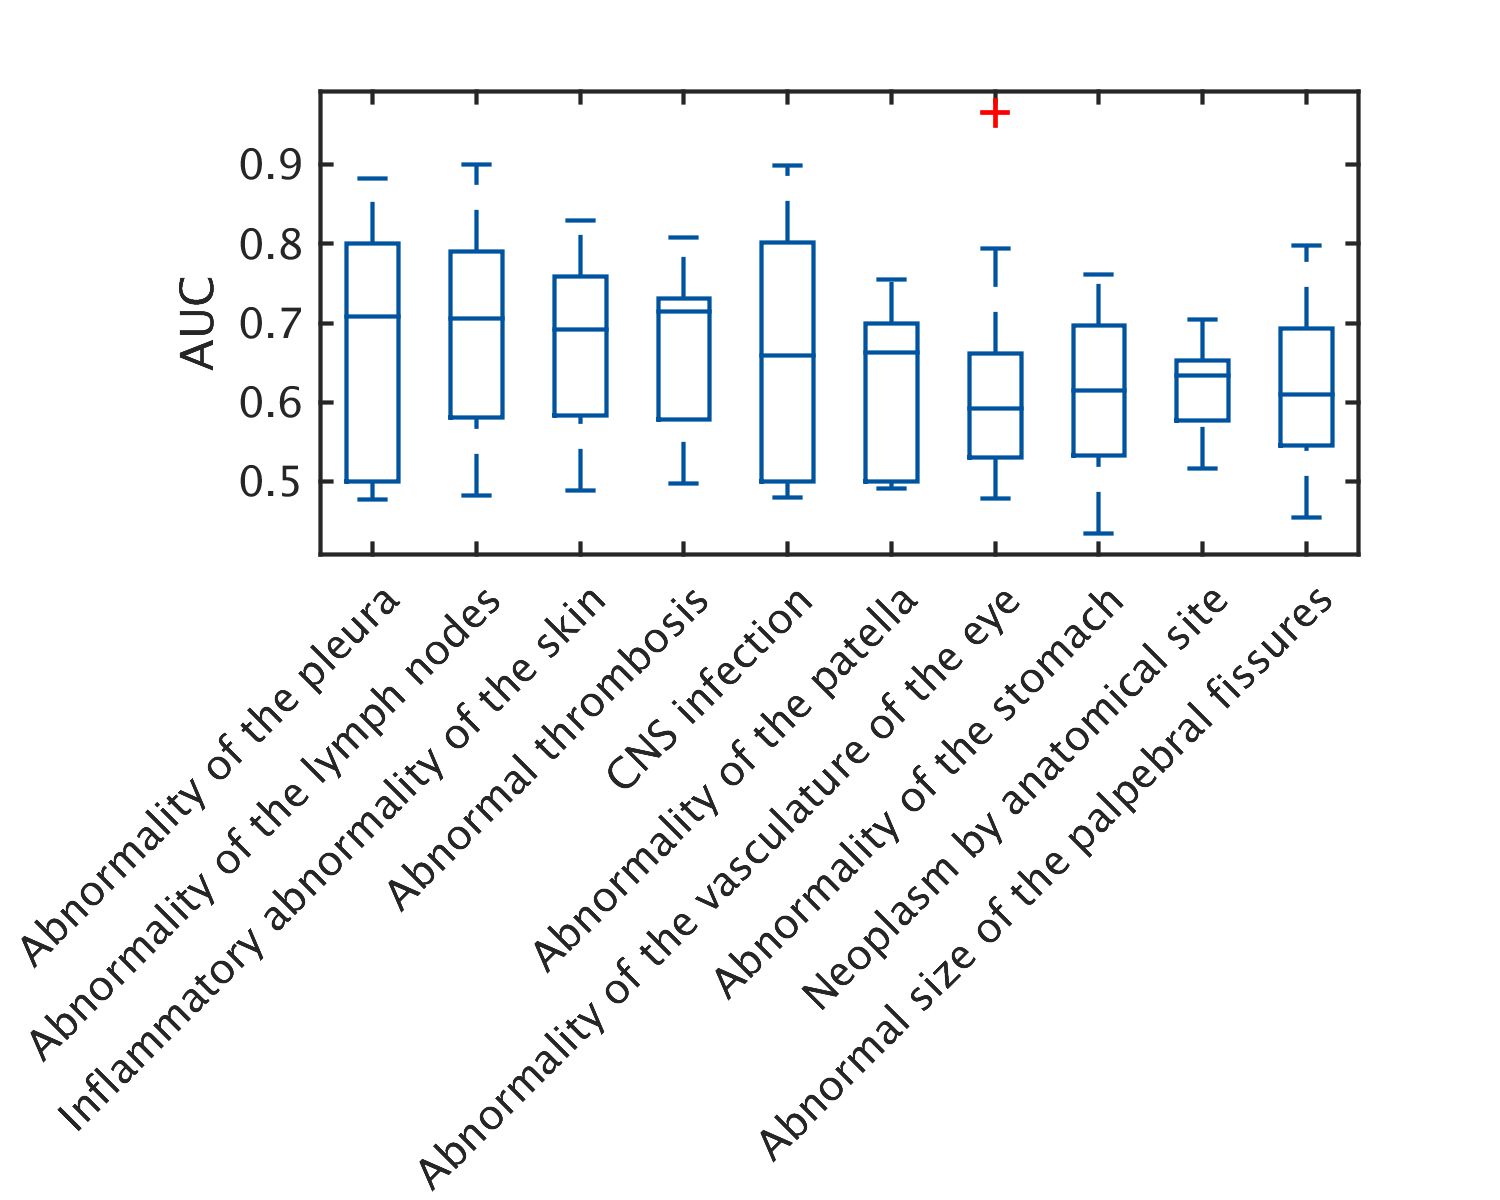 AUC
0.9
0.8
0.7
0.6
0.5
Abnormality of the pleura
Abnormality of the lymph nodes
Inflammatory abnormality of the skin
Abnormal thrombosis
CNS infection
Abnormality of the patella
Abnormality of the vasculature of the eye
Abnormality of the stomach
Neoplasm by anatomical site
Abnormal size of the palpebral fissures